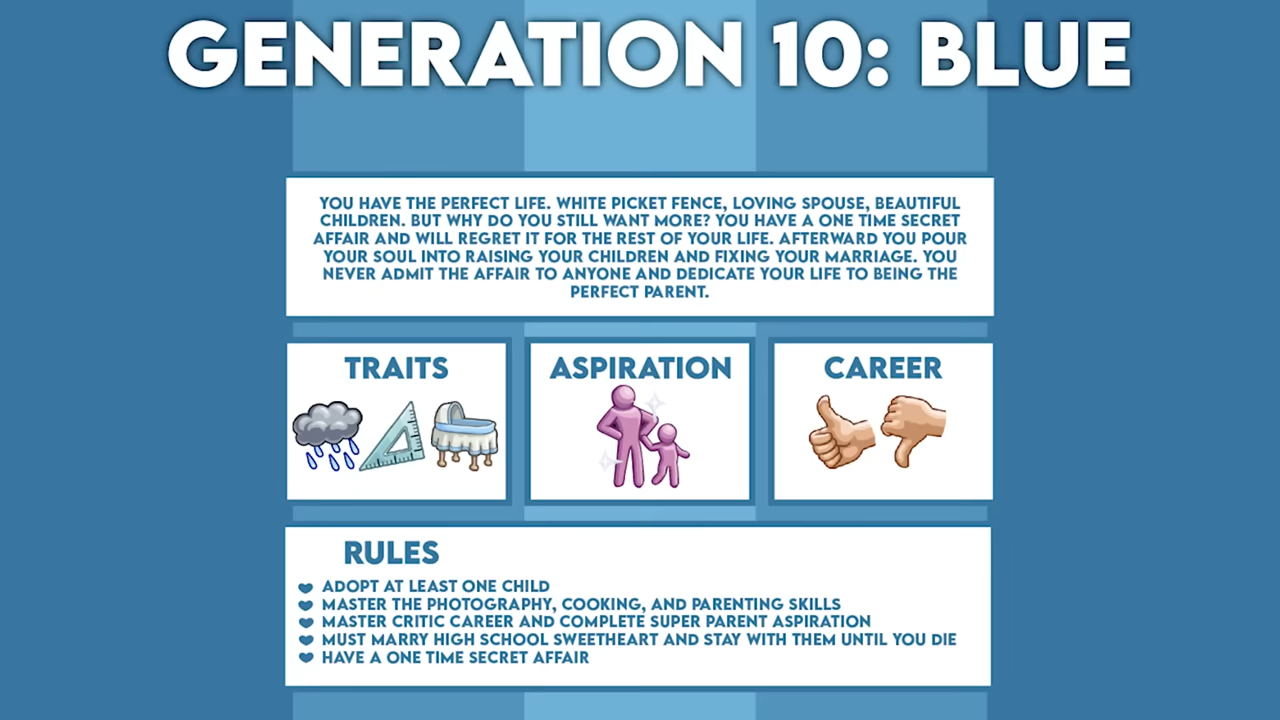 GENERATION 10: BLUE
YOU HAVE THE PERFECT LIFE. WHITE PICKET FENCE, LOVING SPOUSE, BEAUTIFUL
CHILDREN. BUT WHY DO YOU STILL WANT MORE? YOU HAVE A ONE TIME SECRET
AFFAIR AND WILL REGRET IT FOR THE REST OF YOUR LIFE. AFTERWARD YOU POUR
YOUR SOUL INTO RAISING YOUR CHILDREN AND FIXING YOUR MARRIAGE. YOU
NEVER ADMIT THE AFFAIR TO ANYONE AND DEDICATE YOUR LIFE TO BEING THE
PERFECT PARENT.
TRAITS
ASPIRATION
CAREER
RULES
ADOPT AT LEAST ONE CHILD
MASTER THE PHOTOGRAPHY, COOKING, AND PARENTING SKILLS
MASTER CRITIC CAREER AND COMPLETE SUPER PARENT ASPIRATION
MUST MARRY HIGH SCHOOL SWEETHEART AND STAY WITH THEM UNTIL YOU DIE
HAVE A ONE TIME SECRET AFFAIR